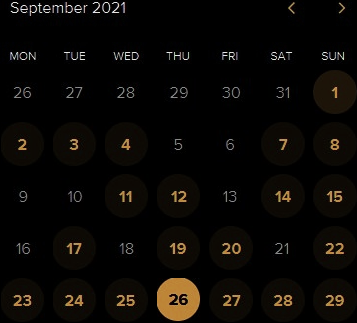 September 2021
MON TUE WED THU FRI SAT SUN
26 27 28 29 30 31 1
2 3 4 5 6 7 8
9 10 11 12 13 14 15
16 17 18 19 20 21 22
23 24 25 26 27 28 29